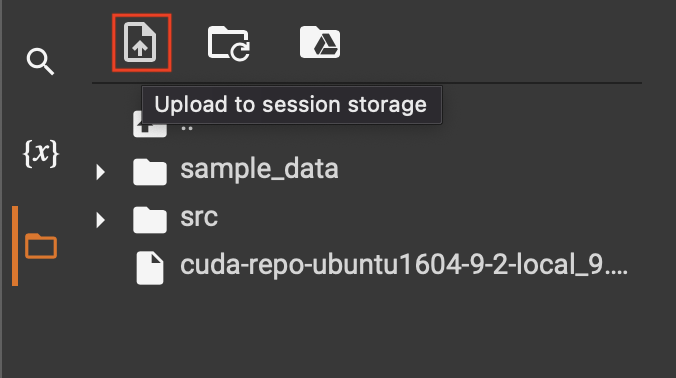 Upload to session storage
..
{x}
sample_data
src
cuda-repo-ubuntu1604-9-2-local_9....